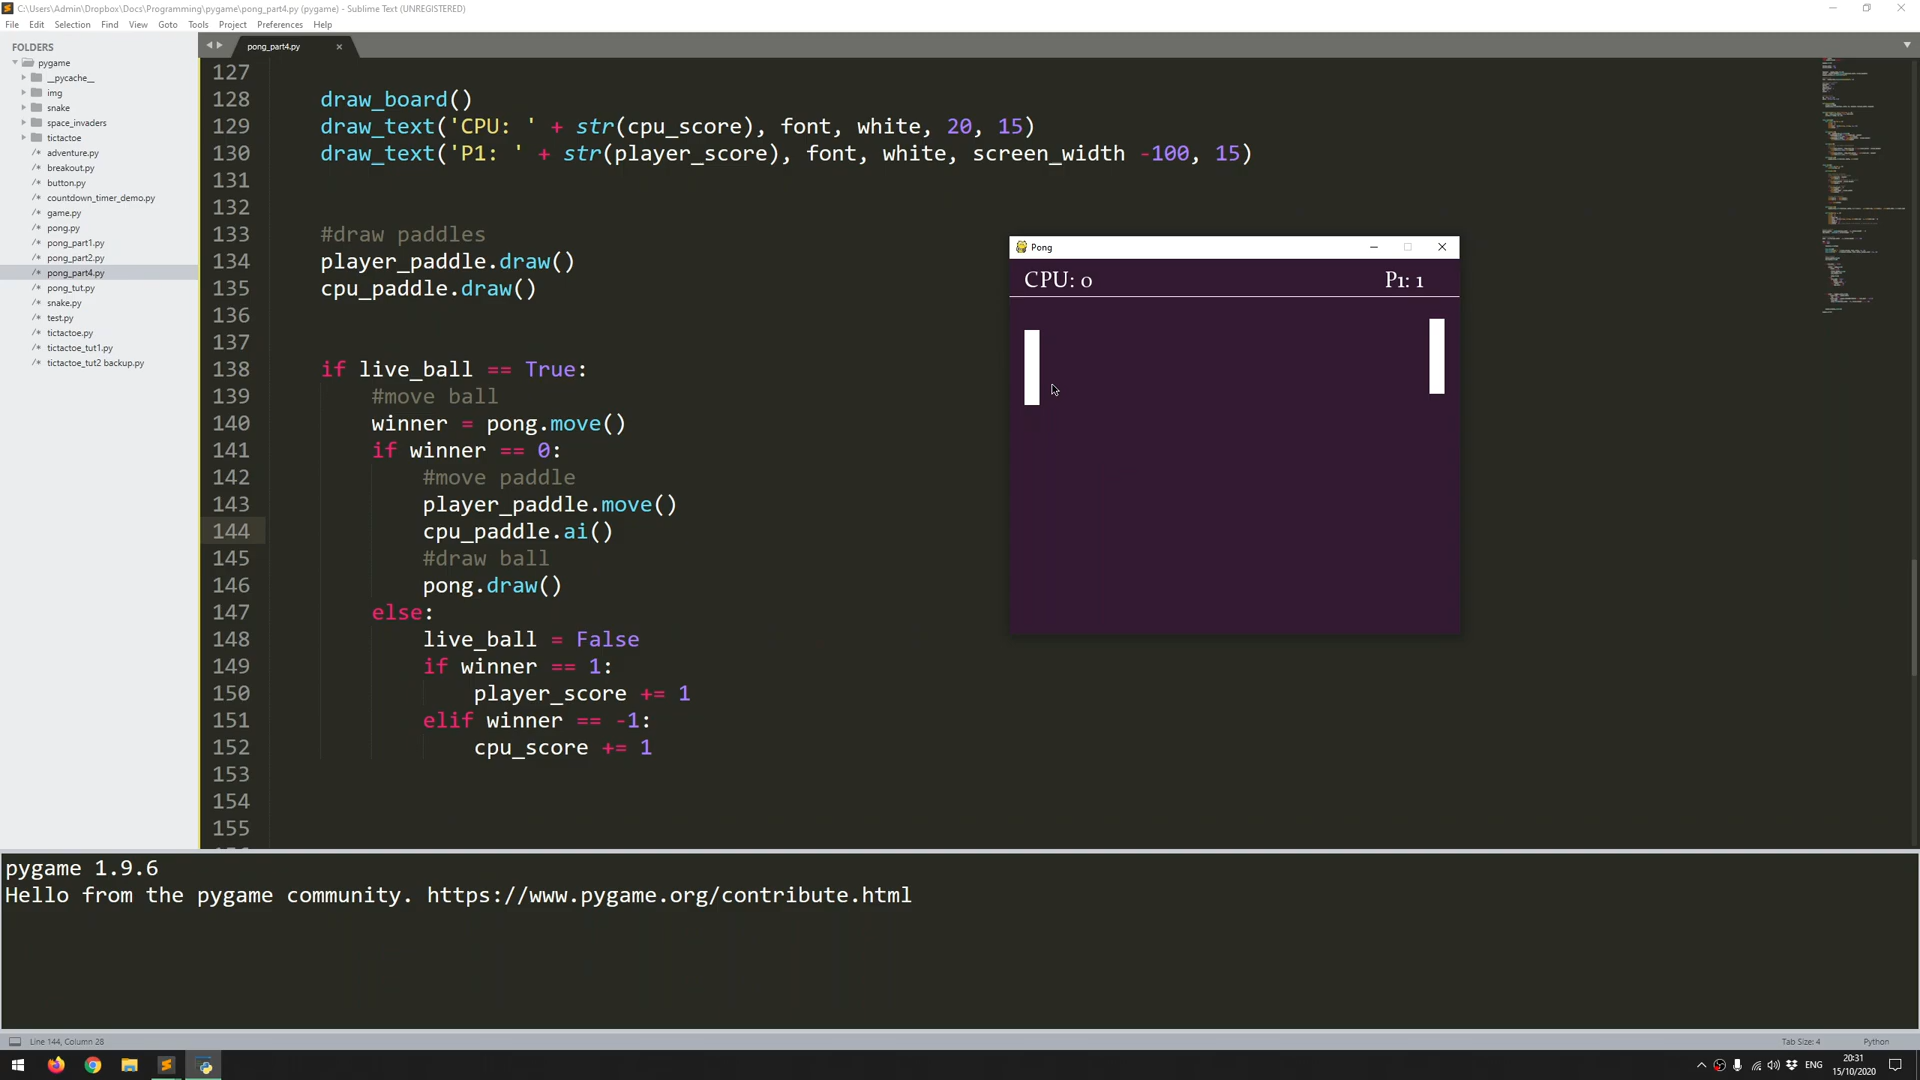 C:\Users\Admin\Dropbox\Docs\Programming\pygame\pong_part4.py (pygame) - Sublime Text (UNREGISTERED)
File Edit Selection Find View Goto Tools Project Preferences Help
FOLDERS
pygame
__pycache__
img
snake
space_invaders
tictactoe
adventure.py
breakout.py
button.py
countdown_timer_demo.py
game.py
pong.py
pong_part1.py
pong_part2.py
pong_part4.py
pong_tut.py
snake.py
test.py
tictactoe.py
tictactoe_tut1.py
tictactoe_tut2 backup.py
pong_part4.py
127
128 draw_board()
129 draw_text('CPU: ' + str(cpu_score), font, white, 20, 15)
130 draw_text('P1: ' + str(player_score), font, white, screen_width -100, 15)
131
132
133 #draw paddles
134 player_paddle.draw()
135 cpu_paddle.draw()
136
137
138 if live_ball == True:
139 #move ball
140 winner = pong.move()
141 if winner == 0:
142 #move paddle
143 player_paddle.move()
144 cpu_paddle.ai()
145 #draw ball
146 pong.draw()
147 else:
148 live_ball = False
149 if winner == 1:
150 player_score += 1
151 elif winner == -1:
152 cpu_score += 1
153
154
155
Pong
CPU: 0 P1: 1
pygame 1.9.6
Hello from the pygame community. https://www.pygame.org/contribute.html
Line 144, Column 28
Tab Size: 4 Python
ENG
20:31
15/10/2020